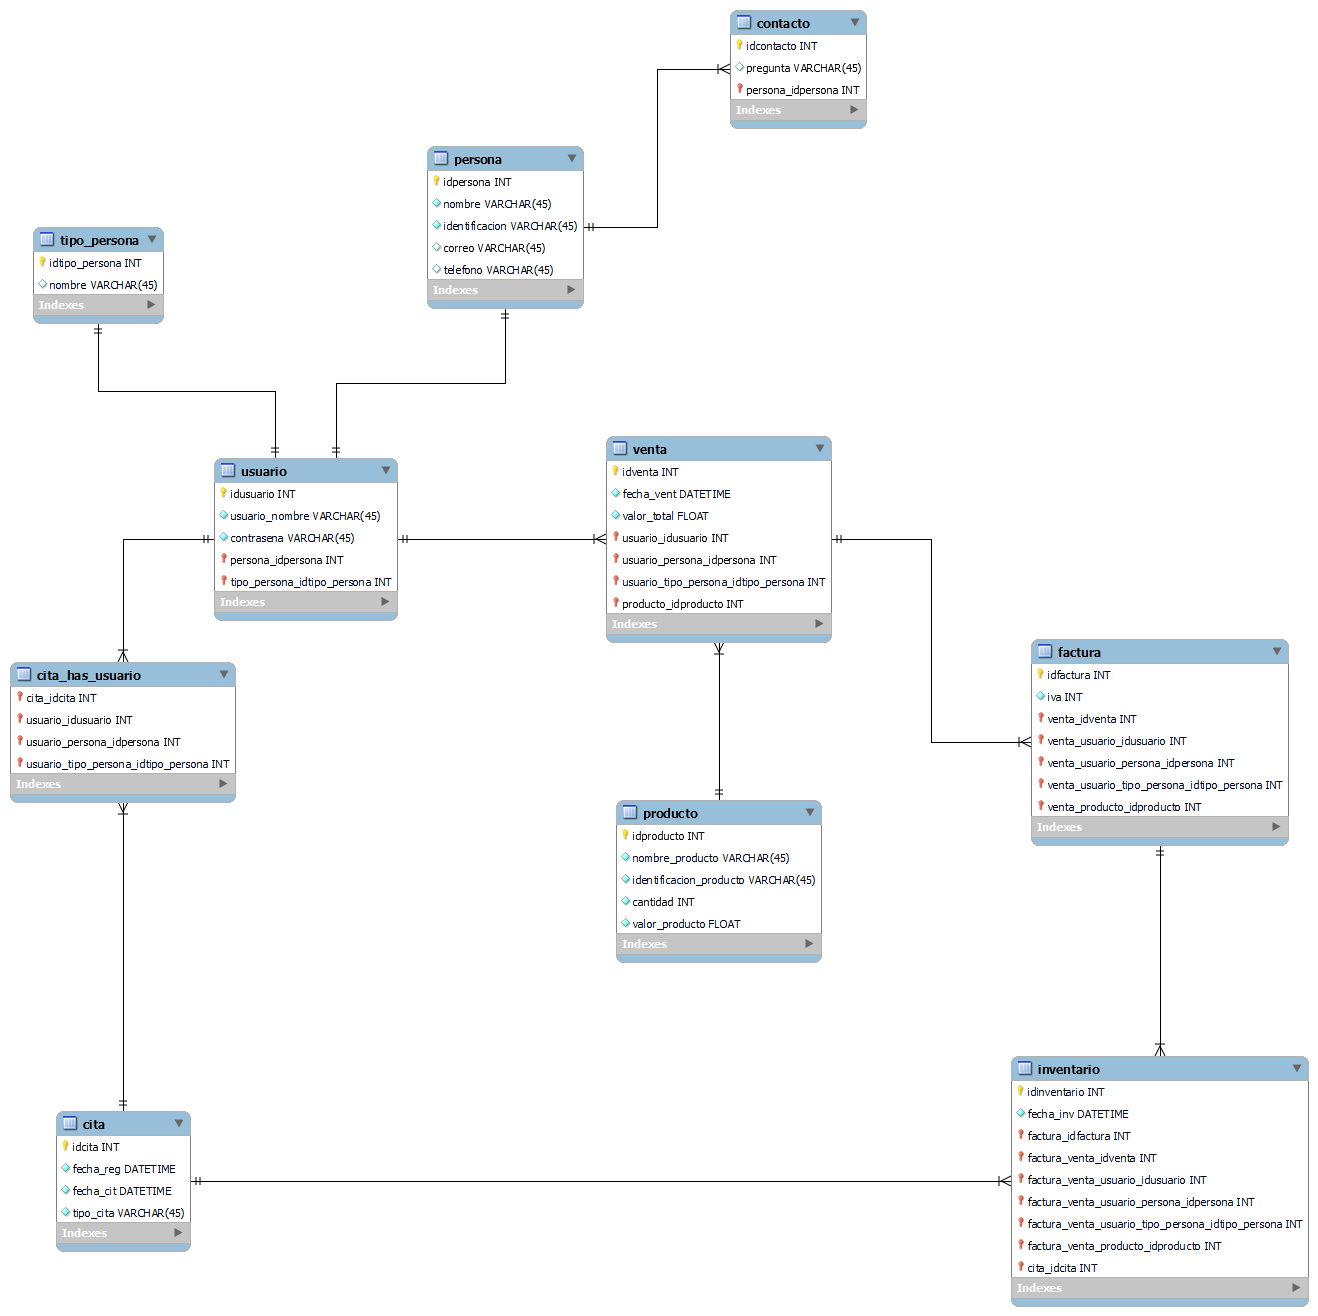 contacto
idcontacto INT
pregunta VARCHAR(45)
persona_idpersona INT
Indexes
persona
idpersona INT
nombre VARCHAR(45)
identificacion VARCHAR(45)
correo VARCHAR(45)
telefono VARCHAR(45)
Indexes
tipo_persona
idtipo_persona INT
nombre VARCHAR(45)
Indexes
usuario
idusuario INT
usuario_nombre VARCHAR(45)
contrasena VARCHAR(45)
persona_idpersona INT
tipo_persona_idtipo_persona INT
Indexes
venta
idventa INT
fecha_vent DATETIME
valor_total FLOAT
usuario_idusuario INT
usuario_persona_idpersona INT
usuario_tipo_persona_idtipo_persona INT
producto_idproducto INT
Indexes
factura
idfactura INT
iva INT
venta_idventa INT
venta_usuario_idusuario INT
venta_usuario_persona_idpersona INT
venta_usuario_tipo_persona_idtipo_persona INT
venta_producto_idproducto INT
Indexes
cita_has_usuario
cita_idcita INT
usuario_idusuario INT
usuario_persona_idpersona INT
usuario_tipo_persona_idtipo_persona INT
Indexes
producto
idproducto INT
nombre_producto VARCHAR(45)
identificacion_producto VARCHAR(45)
cantidad INT
valor_producto FLOAT
Indexes
cita
idcita INT
fecha_reg DATETIME
fecha_cit DATETIME
tipo_cita VARCHAR(45)
Indexes
inventario
idinventario INT
fecha_inv DATETIME
factura_idfactura INT
factura_venta_idventa INT
factura_venta_usuario_idusuario INT
factura_venta_usuario_persona_idpersona INT
factura_venta_usuario_tipo_persona_idtipo_persona INT
factura_venta_producto_idproducto INT
cita_idcita INT
Indexes